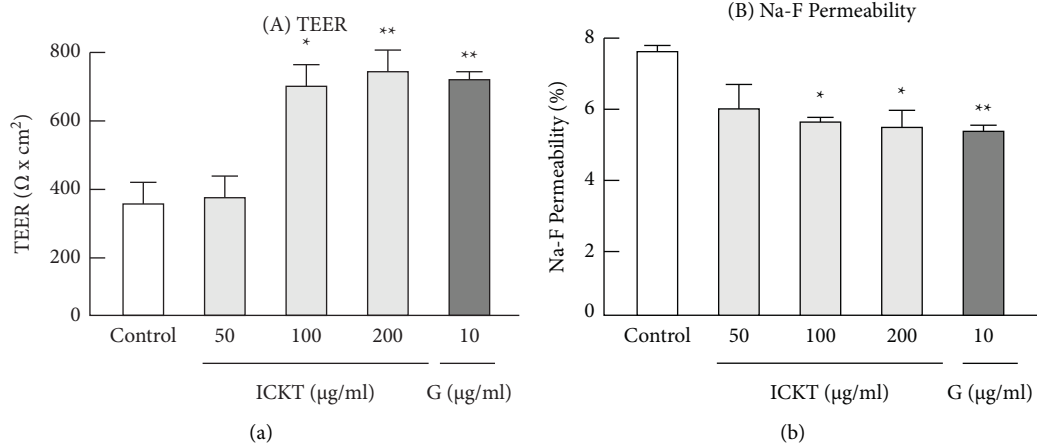 (A) TEER
800
600
400
200
0
TEER (Ω x cm²)
*
**
**
Control
50
100
200
10
ICKT (µg/ml)
G (µg/ml)
(a)
(B) Na-F Permeability
8
6
4
2
0
Na-F Permeability (%)
*
*
**
Control
50
100
200
10
ICKT (µg/ml)
G (µg/ml)
(b)